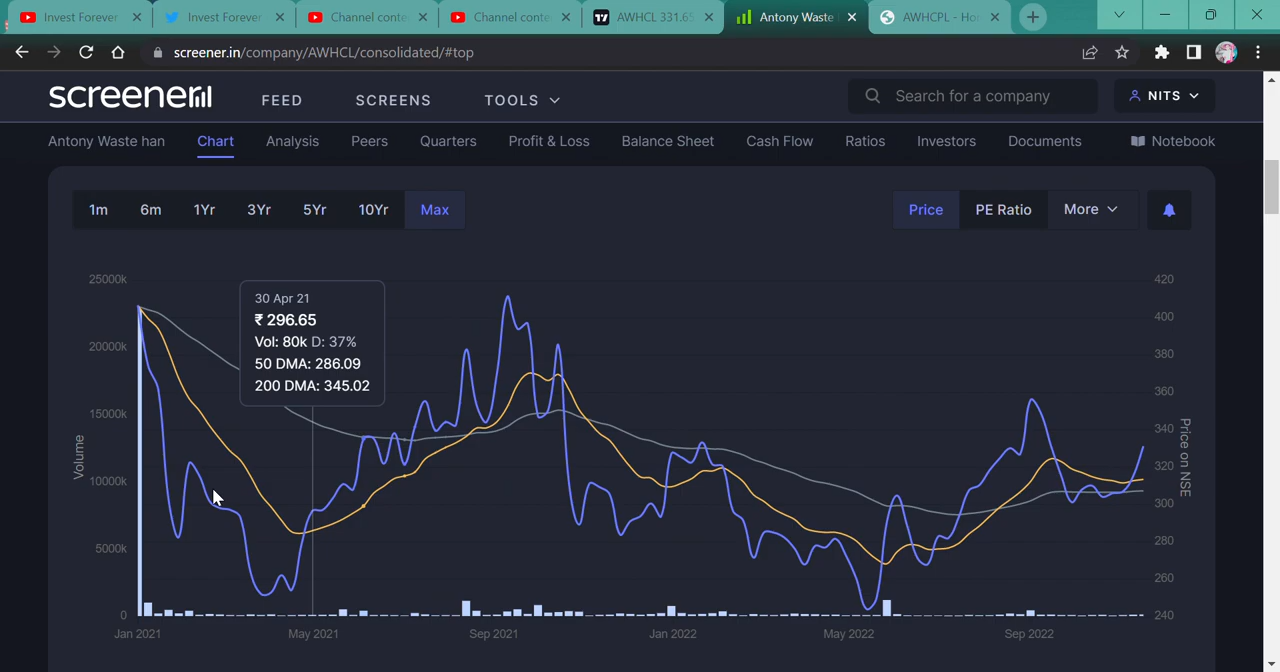 Invest Forever
Invest Forever
Channel conte
Channel conte
AWHCL 331.65
Antony Waste
AWHCPL - Ho
screener.in/company/AWHCL/consolidated/#top
screener
FEED
SCREENS
TOOLS
Search for a company
NITS
Antony Waste han
Chart
Analysis
Peers
Quarters
Profit & Loss
Balance Sheet
Cash Flow
Ratios
Investors
Documents
Notebook
1m
6m
1Yr
3Yr
5Yr
10Yr
Max
Price
PE Ratio
More
25000k
20000k
15000k
10000k
5000k
0
Volume
30 Apr 21
₹ 296.65
Vol: 80k D: 37%
50 DMA: 286.09
200 DMA: 345.02
420
400
380
360
340
320
300
280
260
240
Price on NSE
Jan 2021
May 2021
Sep 2021
Jan 2022
May 2022
Sep 2022